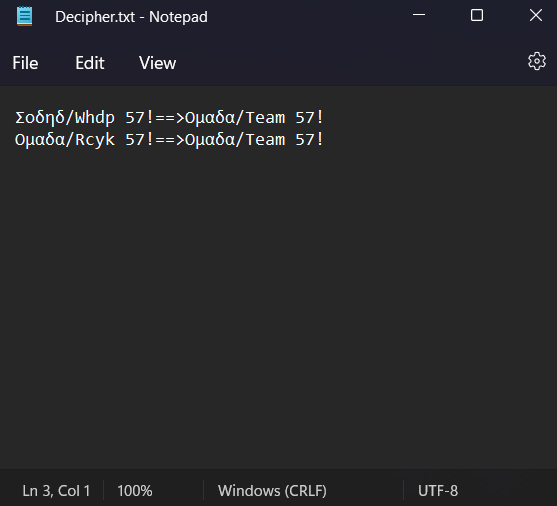 Decipher.txt - Notepad
File Edit View
Σοδηδ/Whdp 57!==>Ομαδα/Team 57!
Ομαδα/Rcyk 57!==>Ομαδα/Team 57!
Ln 3, Col 1 100% Windows (CRLF) UTF-8